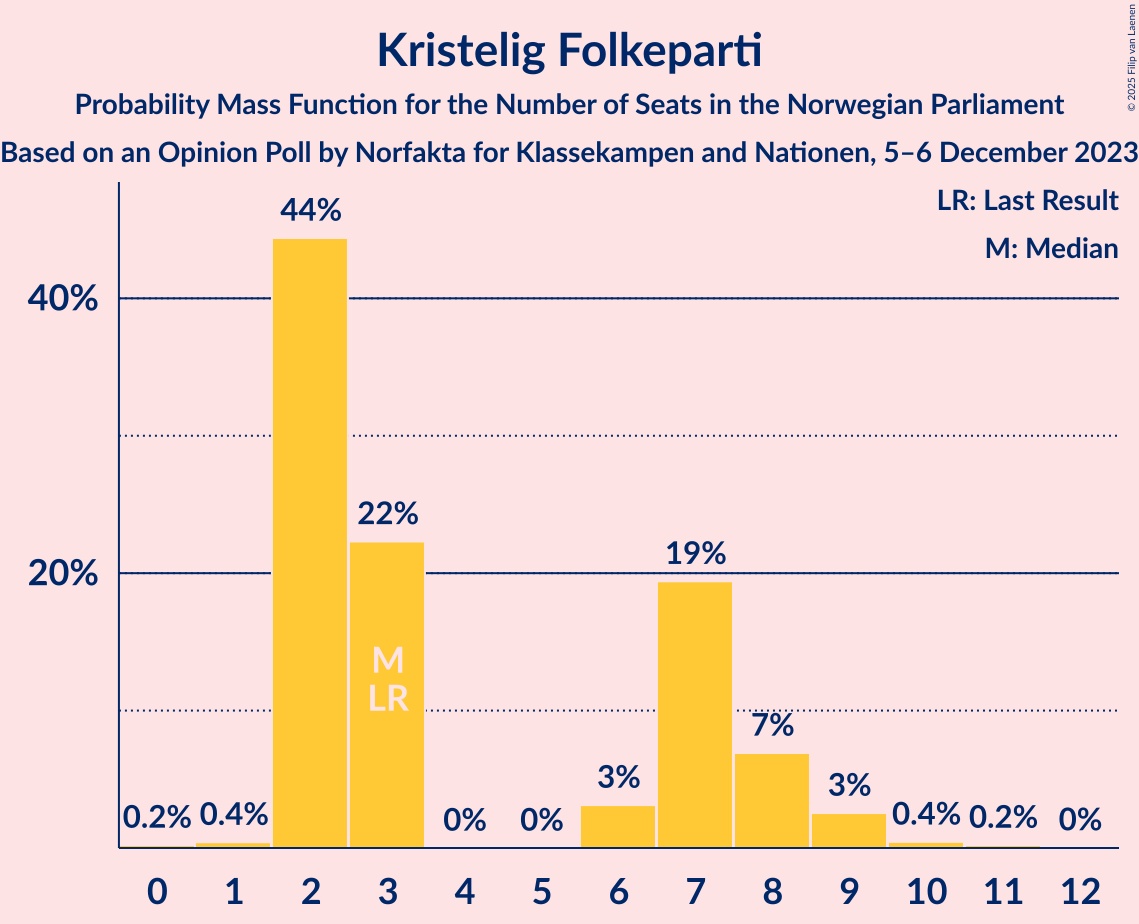 Kristelig Folkeparti
Probability Mass Function for the Number of Seats in the Norwegian Parliament
Based on an Opinion Poll by Norfakta for Klassekampen and Nationen, 5–6 December 2023
© 2025 Filip van Laenen
LR: Last Result
M: Median
44%
40%
22%
19%
20%
M
LR
7%
3%
3%
0.2% 0.4% 0% 0% 0.4% 0.2% 0%
0 1 2 3 4 5 6 7 8 9 10 11 12